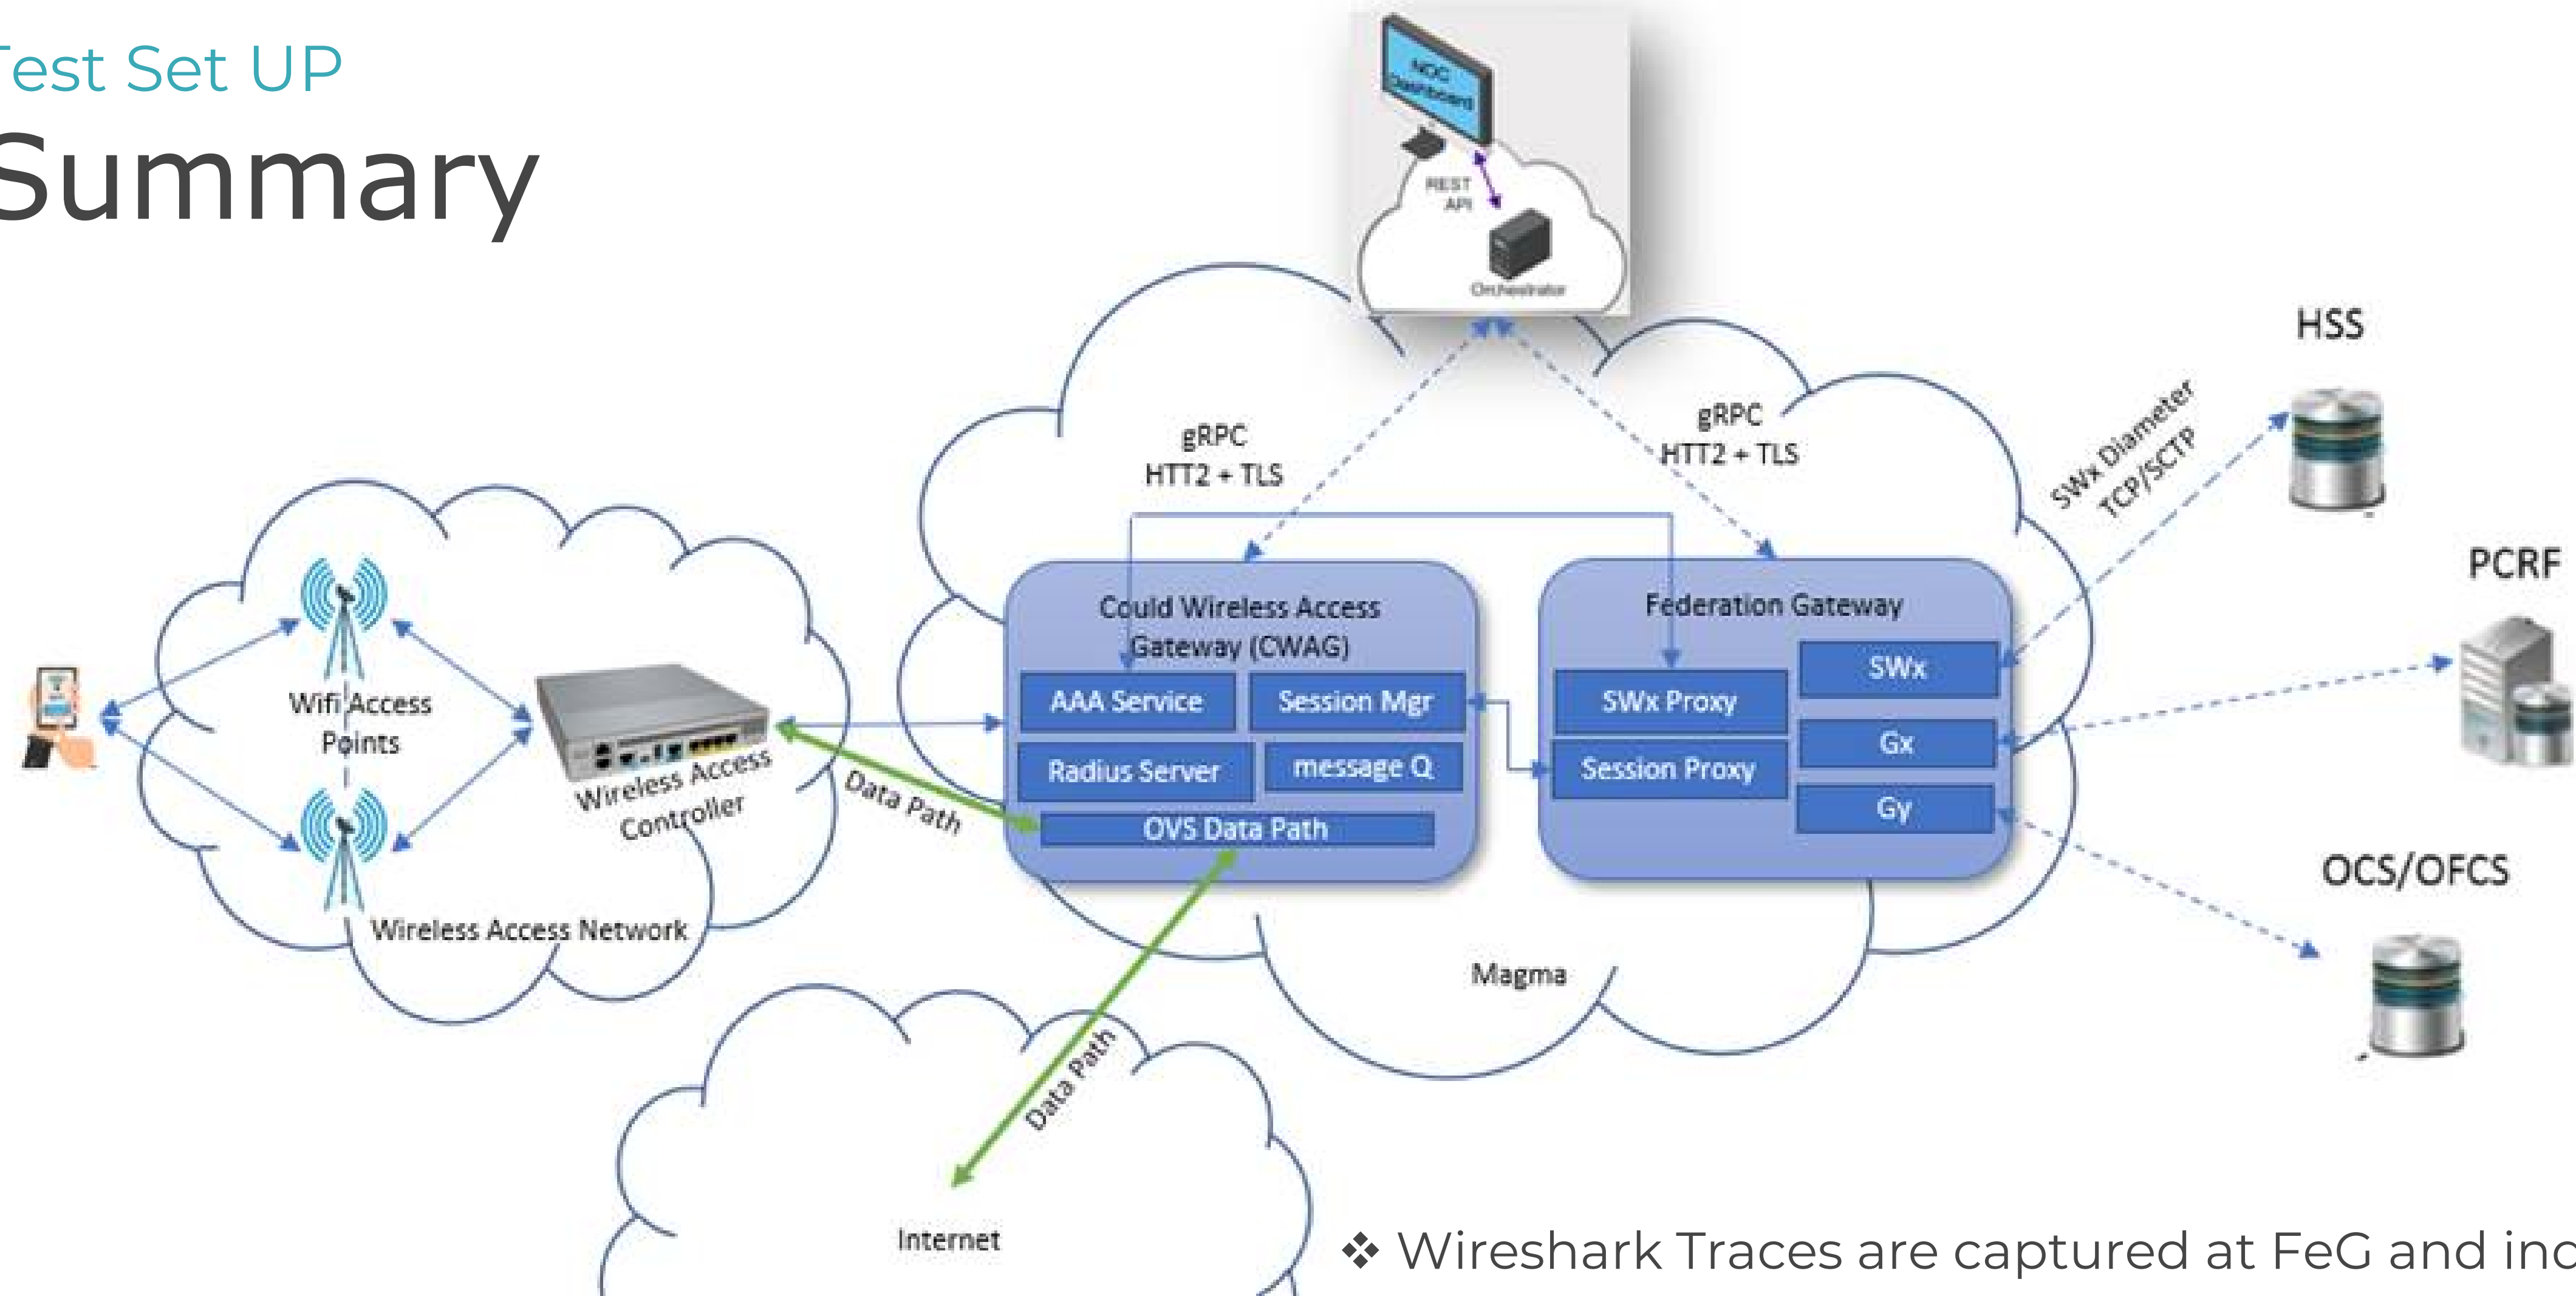 Test Set UP
Summary
NOC
Dashboard
REST
API
Orchestrator
HSS
gRPC
HTT2 + TLS
gRPC
HTT2 + TLS
SWx Diameter
TCP/SCTP
PCRF
Could Wireless Access
Gateway (CWAG)
Federation Gateway
AAA Service
Session Mgr
SWx Proxy
SWx
Wifi Access
Points
Radius Server
message Q
Session Proxy
Gx
Wireless Access
Controller
Data Path
OVS Data Path
Gy
OCS/OFCS
Wireless Access Network
Magma
Data Path
Internet
❖ Wireshark Traces are captured at FeG and